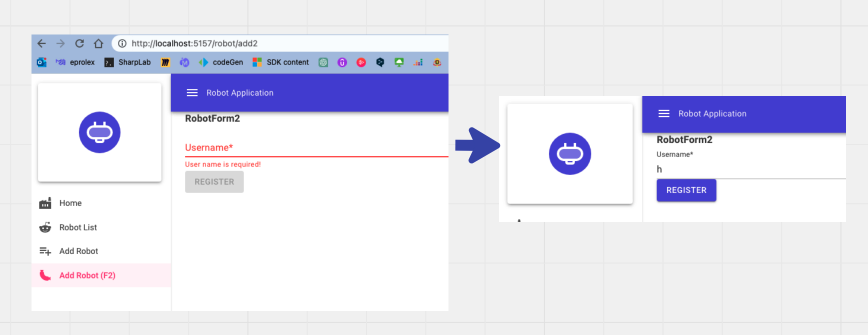 http://localhost:5157/robot/add2
eprolex SharpLab codeGen SDK content
Robot Application
RobotForm2
Username*
User name is required!
REGISTER
Home
Robot List
Add Robot
Add Robot (F2)
Robot Application
RobotForm2
Username*
h
REGISTER